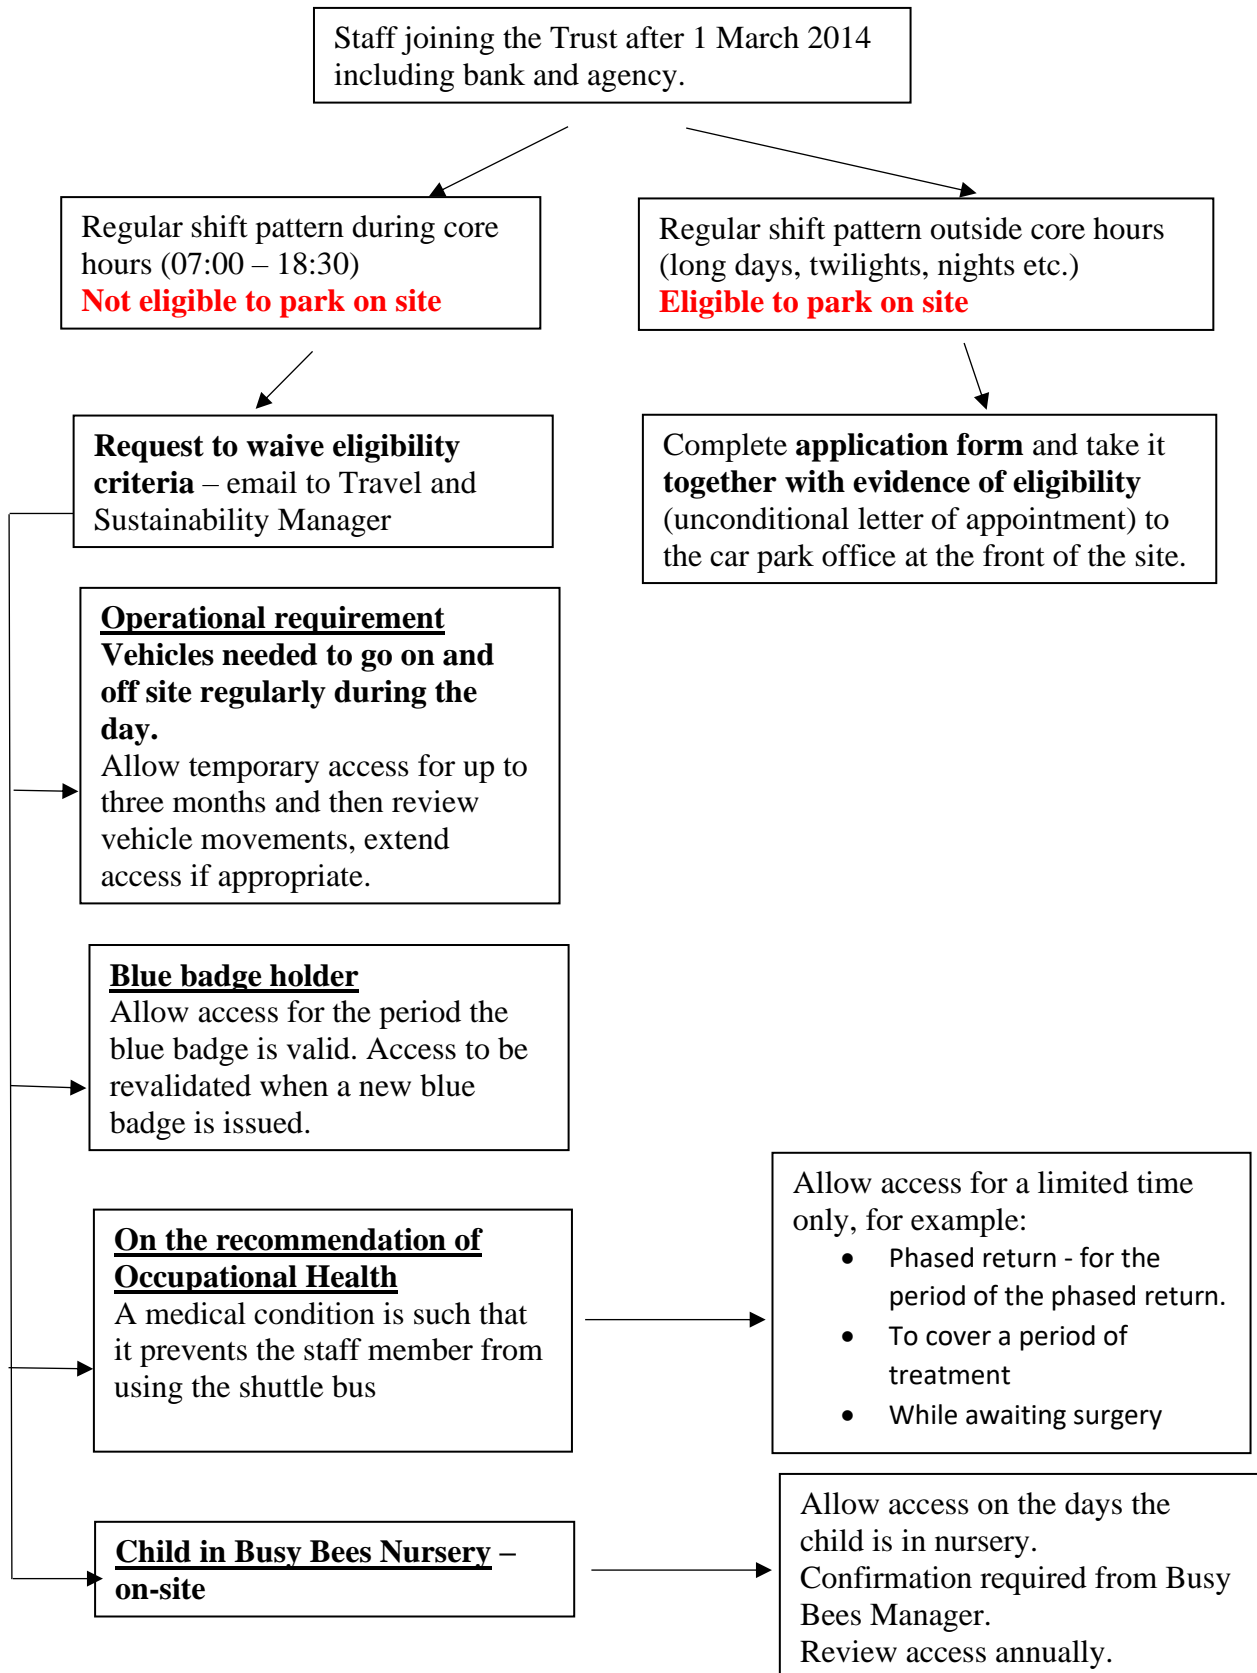 Staff joining the Trust after 1 March 2014
including bank and agency.
Regular shift pattern during core
hours (07:00 – 18:30)
Not eligible to park on site
Regular shift pattern outside core hours
(long days, twilights, nights etc.)
Eligible to park on site
Request to waive eligibility
criteria – email to Travel and
Sustainability Manager
Complete application form and take it
together with evidence of eligibility
(unconditional letter of appointment) to
the car park office at the front of the site.
Operational requirement
Vehicles needed to go on and
off site regularly during the
day.
Allow temporary access for up to
three months and then review
vehicle movements, extend
access if appropriate.
Blue badge holder
Allow access for the period the
blue badge is valid. Access to be
revalidated when a new blue
badge is issued.
On the recommendation of
Occupational Health
A medical condition is such that
it prevents the staff member from
using the shuttle bus
Allow access for a limited time
only, for example:
• Phased return - for the
period of the phased return.
• To cover a period of
treatment
• While awaiting surgery
Child in Busy Bees Nursery –
on-site
Allow access on the days the
child is in nursery.
Confirmation required from Busy
Bees Manager.
Review access annually.